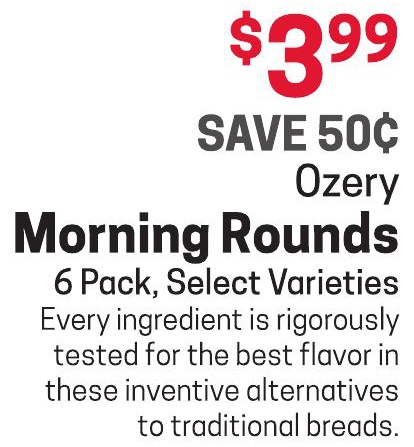 $3.99
SAVE 50¢
Ozery
Morning Rounds
6 Pack, Select Varieties
Every ingredient is rigorously
tested for the best flavor in
these inventive alternatives
to traditional breads.